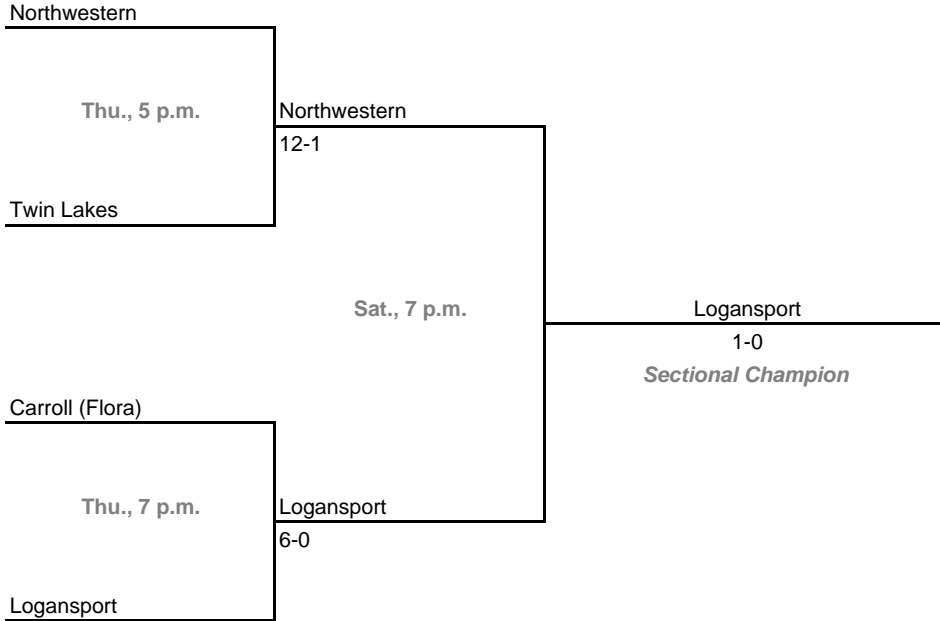 Northwestern
Thu., 5 p.m.
Northwestern
12-1
Twin Lakes
Sat., 7 p.m.
Logansport
1-0
Sectional Champion
Carroll (Flora)
Thu., 7 p.m.
Logansport
6-0
Logansport